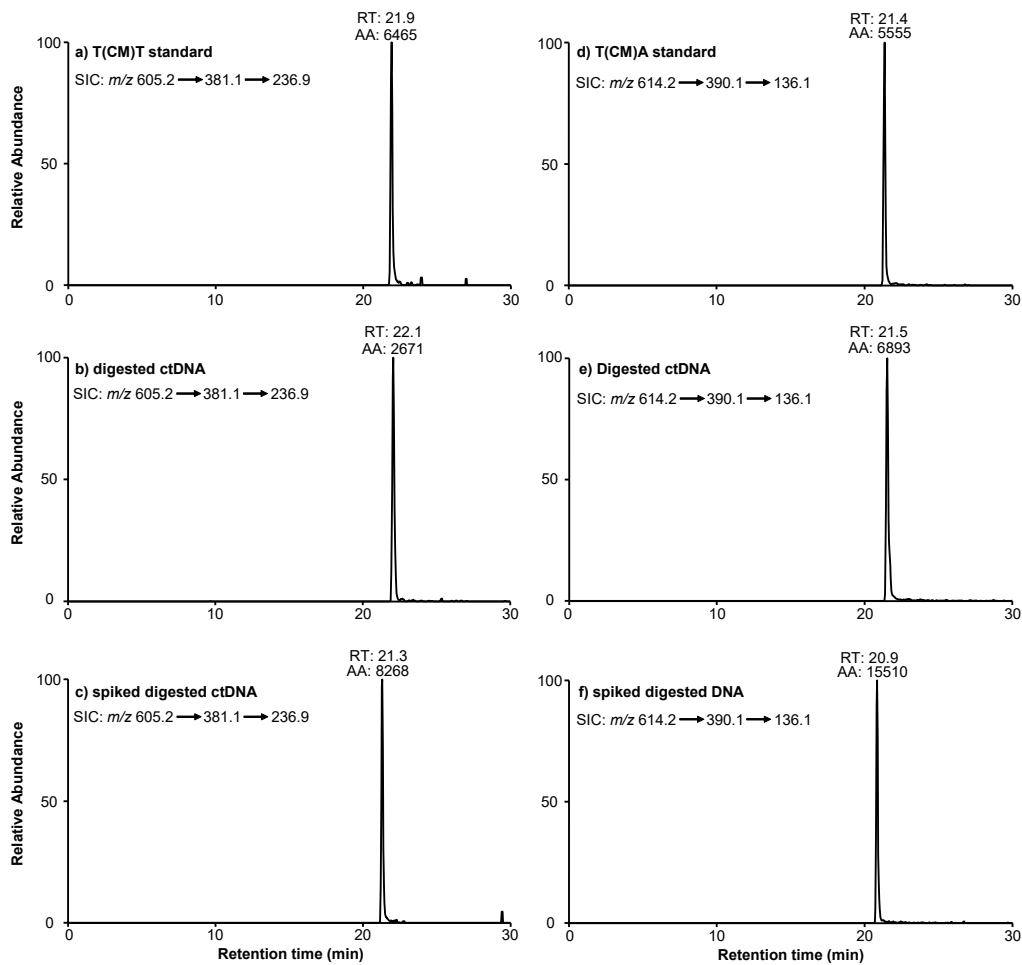 RT: 21.9
AA: 6465
a) T(CM)T standard
SIC: m/z 605.2 → 381.1 → 236.9
Relative Abundance
100
50
0
0 10 20 30
RT: 21.4
AA: 5555
d) T(CM)A standard
SIC: m/z 614.2 → 390.1 → 136.1
100
50
0
0 10 20 30
RT: 22.1
AA: 2671
b) digested ctDNA
SIC: m/z 605.2 → 381.1 → 236.9
Relative Abundance
100
50
0
0 10 20 30
RT: 21.5
AA: 6893
e) Digested ctDNA
SIC: m/z 614.2 → 390.1 → 136.1
100
50
0
0 10 20 30
RT: 21.3
AA: 8268
c) spiked digested ctDNA
SIC: m/z 605.2 → 381.1 → 236.9
Relative Abundance
100
50
0
0 10 20 30
Retention time (min)
RT: 20.9
AA: 15510
f) spiked digested DNA
SIC: m/z 614.2 → 390.1 → 136.1
100
50
0
0 10 20 30
Retention time (min)